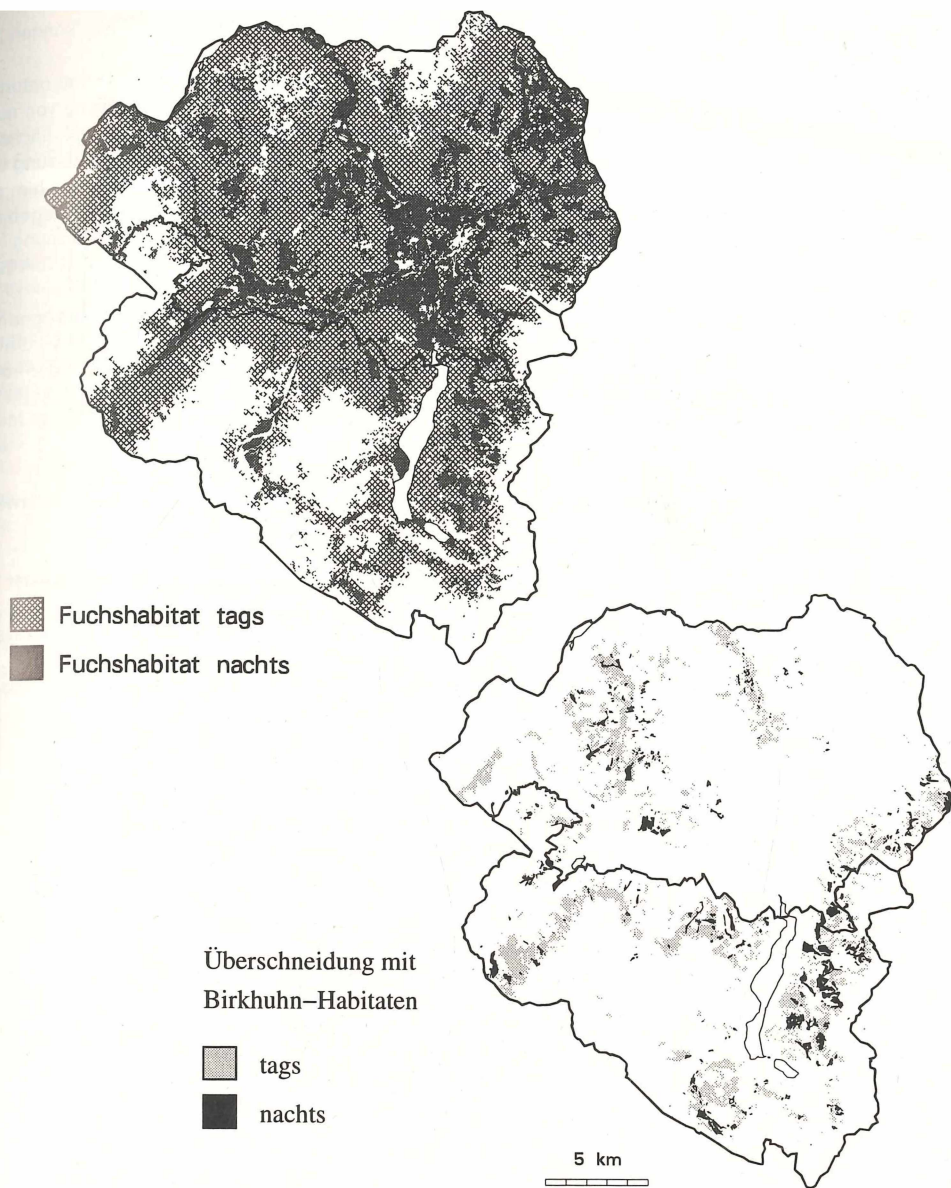 Fuchshabitat tags
Fuchshabitat nachts
Überschneidung mit
Birkhuhn–Habitaten
tags
nachts
5 km